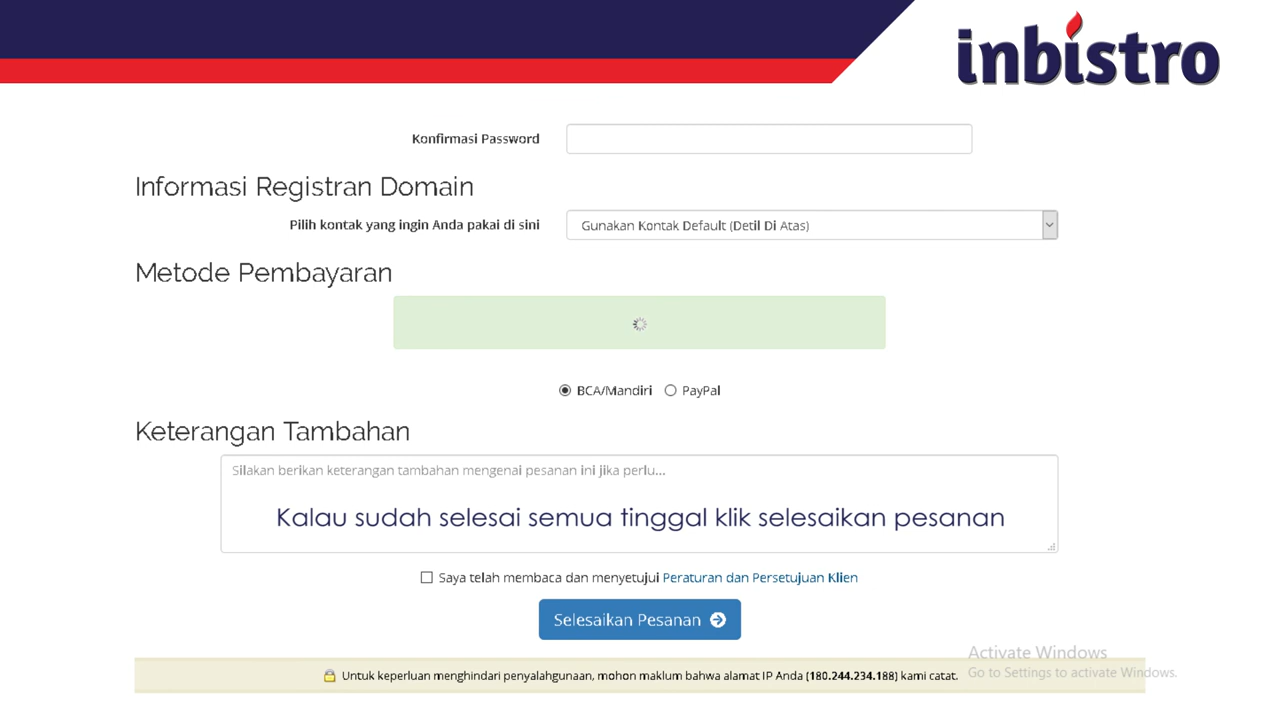 inbistro
Konfirmasi Password
Informasi Registran Domain
Pilih kontak yang ingin Anda pakai di sini
Gunakan Kontak Default (Detil Di Atas)
Metode Pembayaran
BCA/Mandiri PayPal
Keterangan Tambahan
Silakan berikan keterangan tambahan mengenai pesanan ini jika perlu...
Kalau sudah selesai semua tinggal klik selesaikan pesanan
Saya telah membaca dan menyetujui Peraturan dan Persetujuan Klien
Selesaikan Pesanan
Activate Windows
Go to Settings to activate Windows.
Untuk keperluan menghindari penyalahgunaan, mohon maklum bahwa alamat IP Anda (180.244.234.188) kami catat.